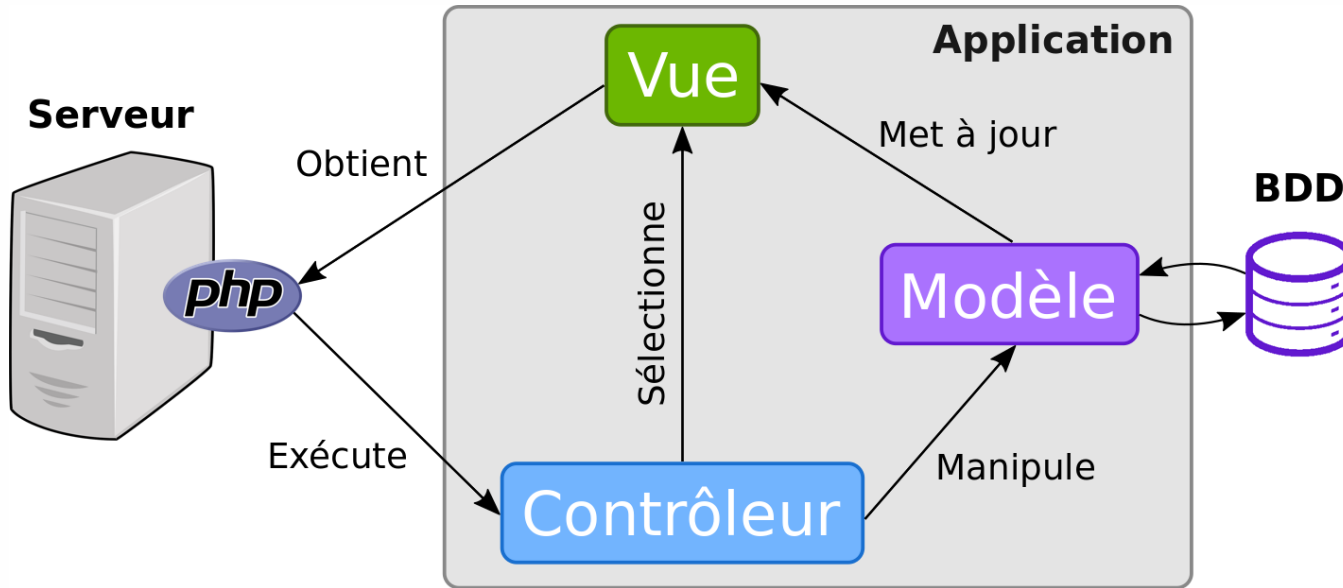 Application
Vue
Serveur
Met à jour
Obtient
BDD
Sélectionne
php
Modèle
Exécute
Manipule
Contrôleur